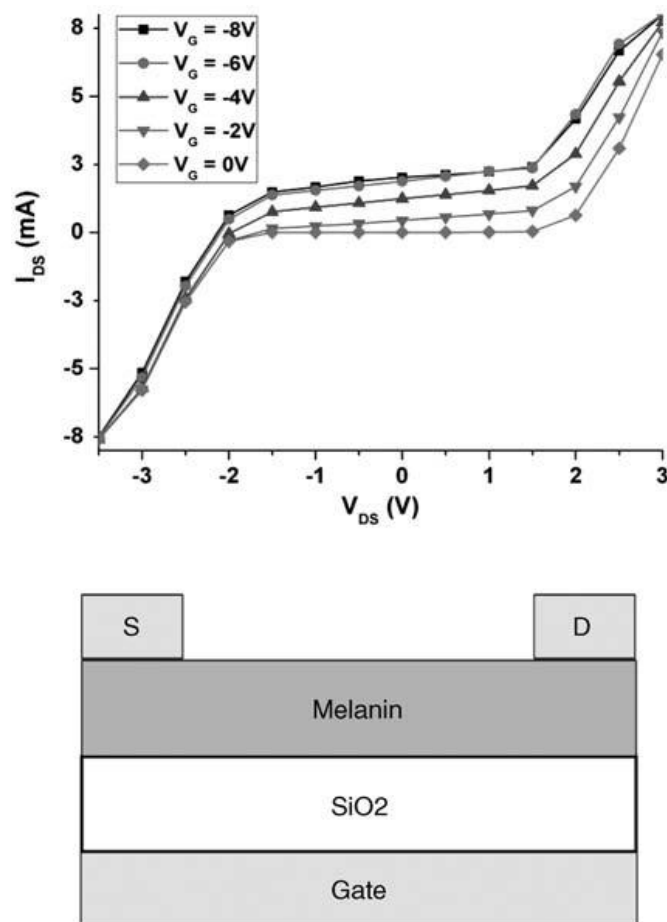 V_G = -8V
V_G = -6V
V_G = -4V
V_G = -2V
V_G = 0V
8
5
3
0
-3
-5
-8
I_DS (mA)
-3 -2 -1 0 1 2 3
V_DS (V)
S D
Melanin
SiO2
Gate